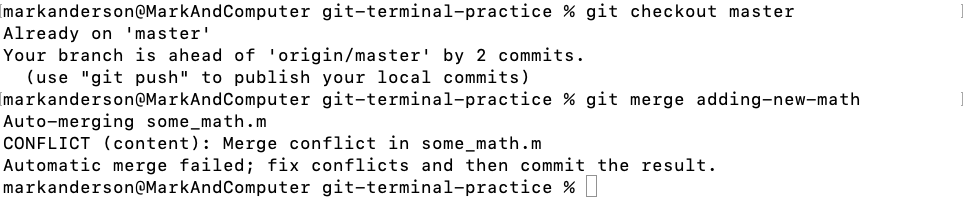 [markanderson@MarkAndComputer git-terminal-practice % git checkout master ]
Already on 'master'
Your branch is ahead of 'origin/master' by 2 commits.
  (use "git push" to publish your local commits)
[markanderson@MarkAndComputer git-terminal-practice % git merge adding-new-math ]
Auto-merging some_math.m
CONFLICT (content): Merge conflict in some_math.m
Automatic merge failed; fix conflicts and then commit the result.
markanderson@MarkAndComputer git-terminal-practice %